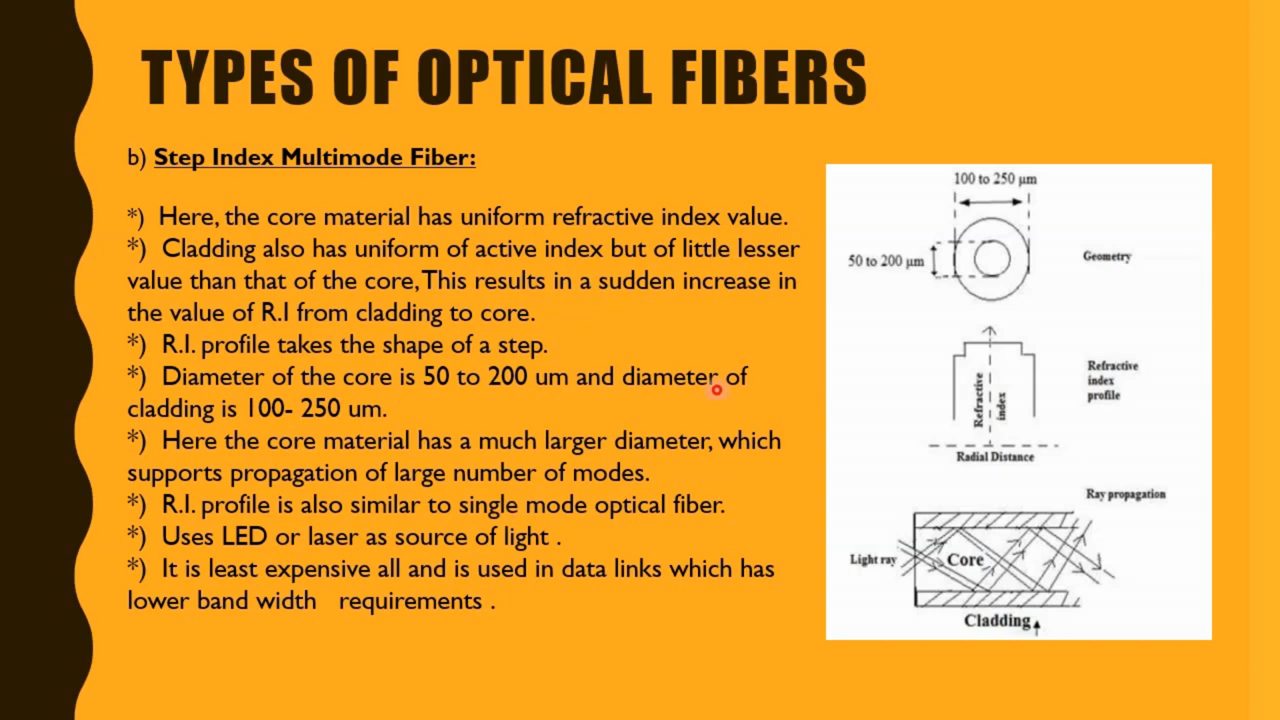 TYPES OF OPTICAL FIBERS
b) Step Index Multimode Fiber:
*) Here, the core material has uniform refractive index value.
*) Cladding also has uniform of active index but of little lesser
value than that of the core,This results in a sudden increase in
the value of R.I from cladding to core.
*) R.I. profile takes the shape of a step.
*) Diameter of the core is 50 to 200 um and diameter of
cladding is 100- 250 um.
*) Here the core material has a much larger diameter, which
supports propagation of large number of modes.
*) R.I. profile is also similar to single mode optical fiber.
*) Uses LED or laser as source of light .
*) It is least expensive all and is used in data links which has
lower band width requirements .
100 to 250 µm
50 to 200 µm
Geometry
Refractive
index
Refractive
index
profile
Radial Distance
Ray propagation
Light ray
Core
Cladding